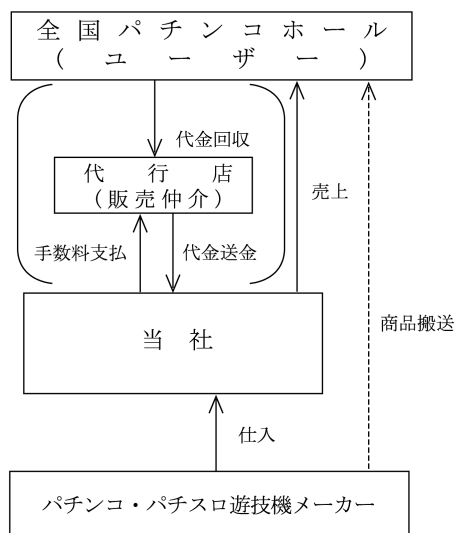 全国パチンコホール
（ユーザー）
代金回収
代行店
（販売仲介）
売上
手数料支払
代金送金
当社
商品搬送
仕入
パチンコ・パチスロ遊技機メーカー